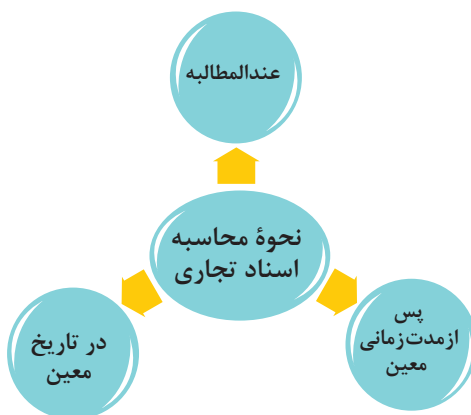 عندالمطالبه
نحوهٔ محاسبه
اسناد تجاری
پس
ازمدت‌زمانی
معین
در تاریخ
معین